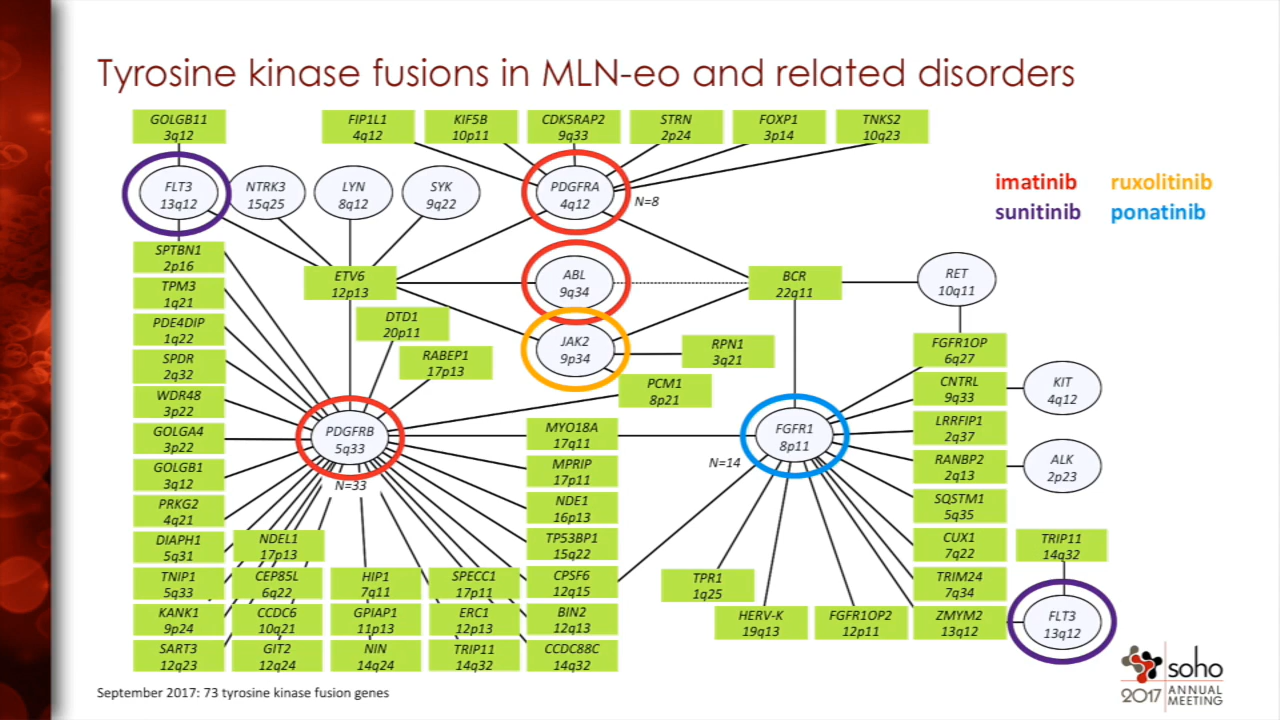 Tyrosine kinase fusions in MLN-eo and related disorders
GOLGB11
3q12
FIP1L1
4q12
KIF5B
10p11
CDK5RAP2
9q33
STRN
2p24
FOXP1
3p14
TNKS2
10q23
FLT3
13q12
NTRK3
15q25
LYN
8q12
SYK
9q22
PDGFRA
4q12
N=8
imatinib
ruxolitinib
sunitinib
ponatinib
SPTBN1
2p16
ETV6
12p13
ABL
9q34
BCR
22q11
RET
10q11
TPM3
1q21
DTD1
20p11
PDE4DIP
1q22
JAK2
9p34
RPN1
3q21
FGFR1OP
6q27
SPDR
2q32
RABEP1
17p13
PCM1
8p21
CNTRL
9q33
KIT
4q12
WDR48
3p22
GOLGA4
3p22
PDGFRB
5q33
N=33
MYO18A
17q11
FGFR1
8p11
N=14
LRRFIP1
2q37
GOLGB1
3q12
MPRIP
17p11
RANBP2
2q13
ALK
2p23
PRKG2
4q21
NDE1
16p13
SQSTM1
5q35
DIAPH1
5q31
NDEL1
17p13
TP53BP1
15q22
CUX1
7q22
TRIP11
14q32
TNIP1
5q33
CEP85L
6q22
HIP1
7q11
SPECC1
17p11
CPSF6
12q15
TPR1
1q25
TRIM24
7q34
KANK1
9p24
CCDC6
10q21
GPIAP1
11p13
ERC1
12p13
BIN2
12q13
HERV-K
19q13
FGFR1OP2
12p11
ZMYM2
13q12
FLT3
13q12
SART3
12q23
GIT2
12q24
NIN
14q24
TRIP11
14q32
CCDC88C
14q32
September 2017: 73 tyrosine kinase fusion genes
soho
2017 ANNUAL
MEETING